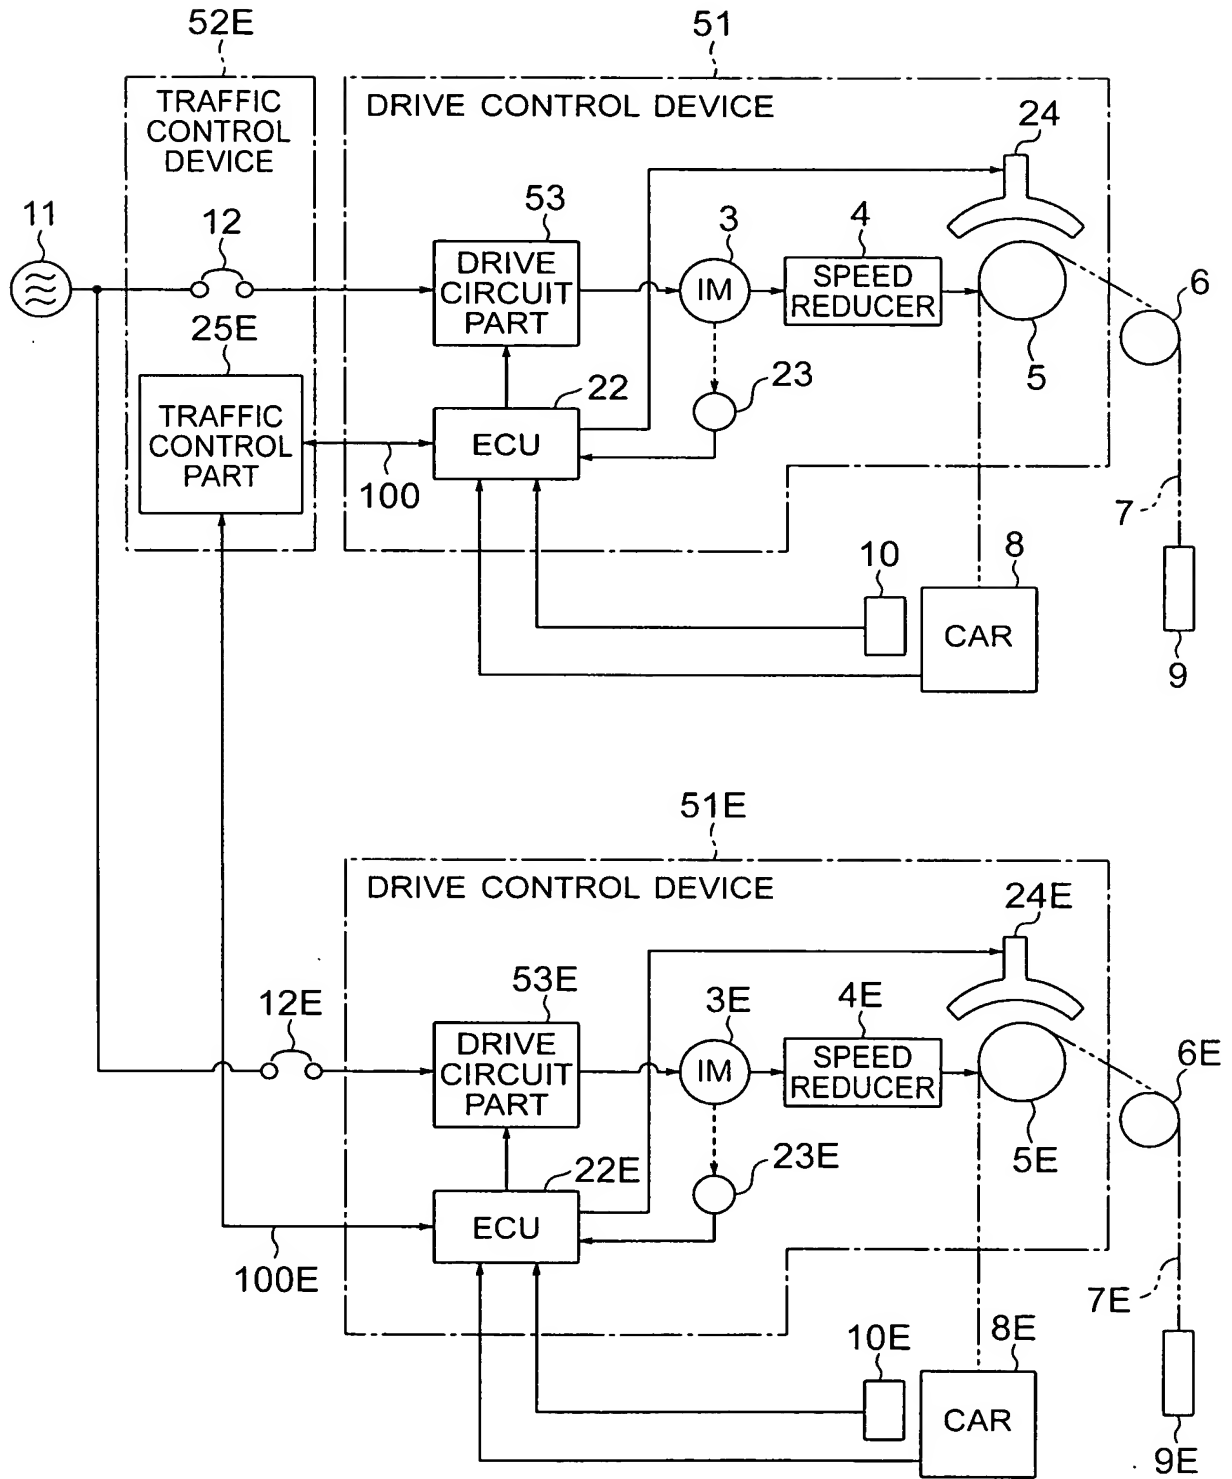 52E
51
TRAFFIC
CONTROL
DEVICE
DRIVE CONTROL DEVICE
24
11
12
53
3
4
DRIVE
CIRCUIT
PART
IM
SPEED
REDUCER
6
5
25E
22
23
TRAFFIC
CONTROL
PART
ECU
100
7
10
8
CAR
9
51E
DRIVE CONTROL DEVICE
24E
12E
53E
3E
4E
DRIVE
CIRCUIT
PART
IM
SPEED
REDUCER
6E
5E
22E
23E
ECU
100E
7E
10E
8E
CAR
9E